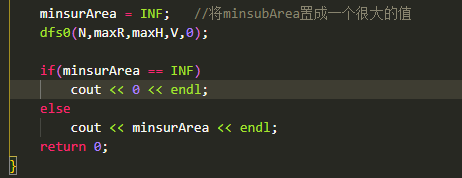 minsurArea = INF;   //将minsubArea置成一个很大的值
dfs0(N,maxR,maxH,V,0);
if(minsurArea == INF)
cout << 0 << endl;
else
cout << minsurArea << endl;
return 0;
}